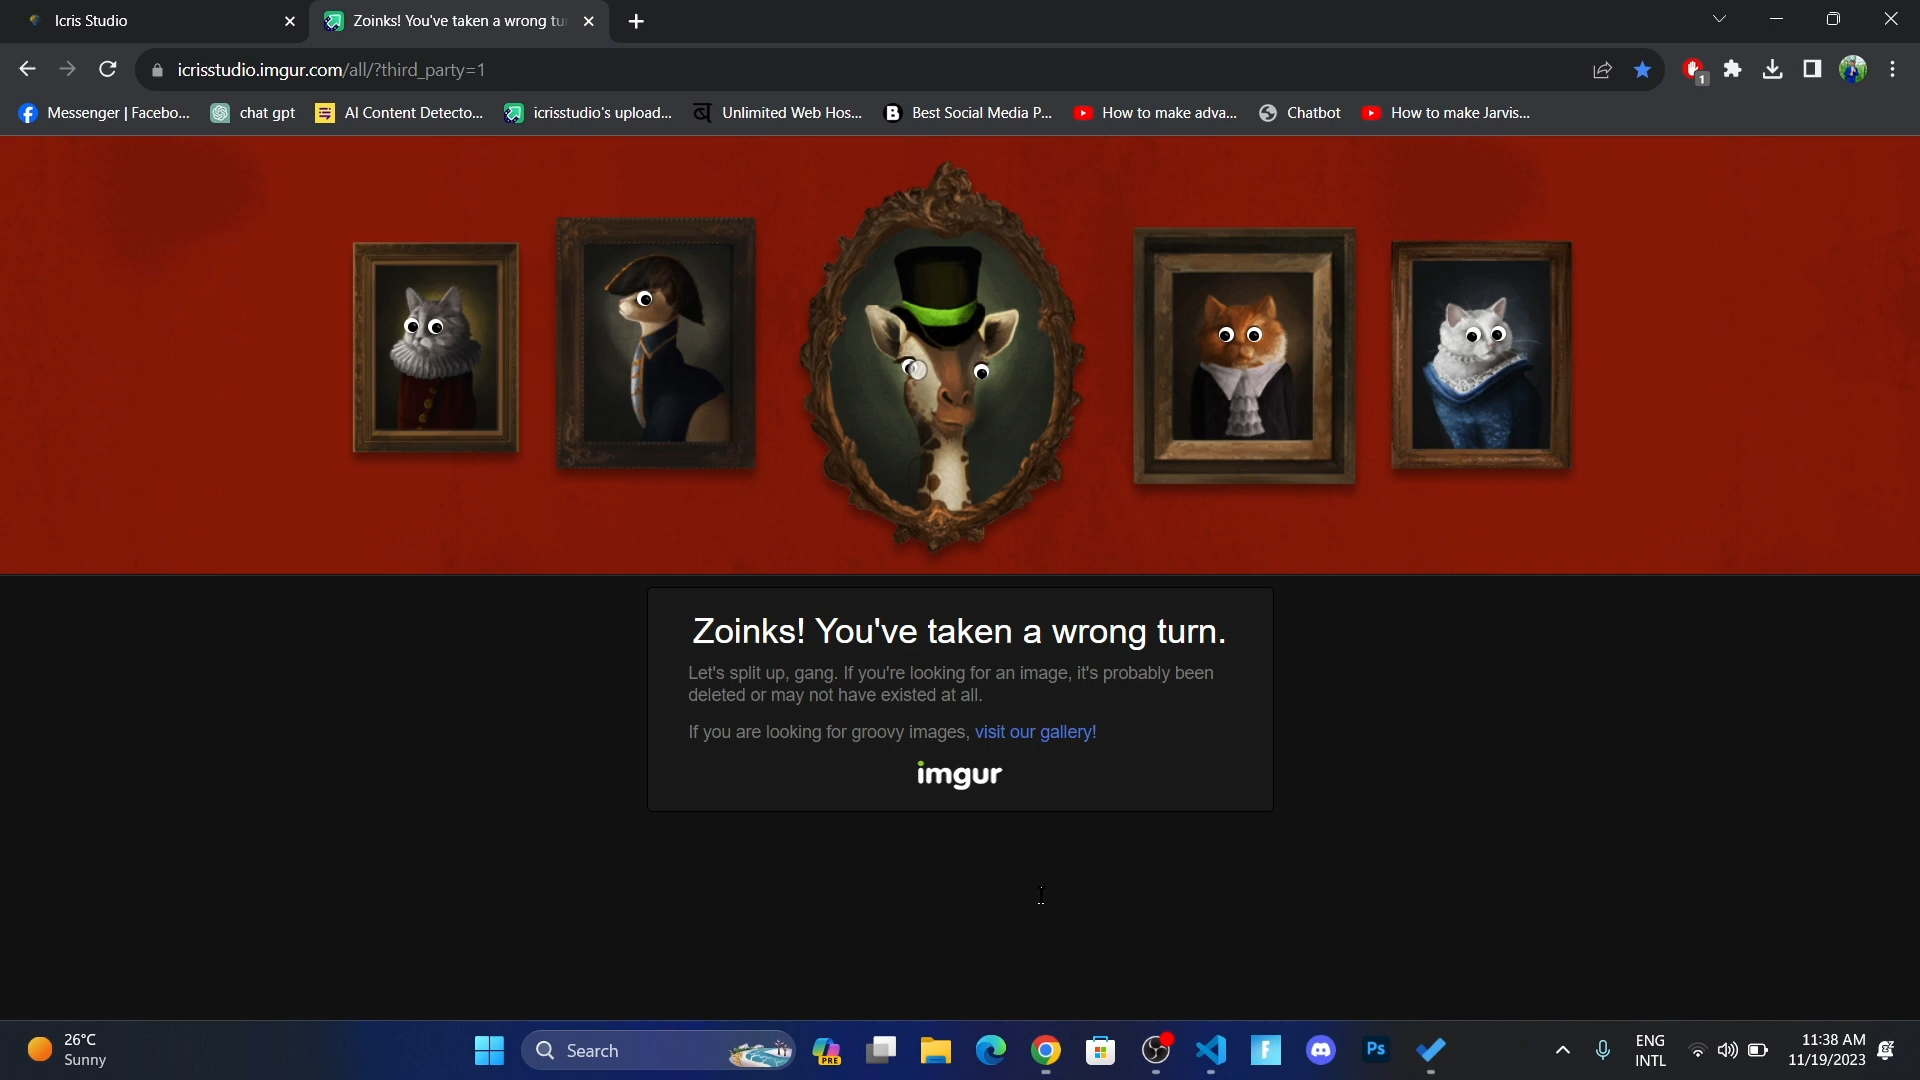 Icris Studio
Zoinks! You've taken a wrong tu
icrisstudio.imgur.com/all/?third_party=1
1
Messenger | Facebo...
chat gpt
AI Content Detecto...
icrisstudio's upload...
Unlimited Web Hos...
Best Social Media P...
How to make adva...
Chatbot
How to make Jarvis...
Zoinks! You've taken a wrong turn.
Let's split up, gang. If you're looking for an image, it's probably been
deleted or may not have existed at all.
If you are looking for groovy images, visit our gallery!
imgur
26°C
Sunny
Search
PRE
Ps
ENG
INTL
11:38 AM
11/19/2023